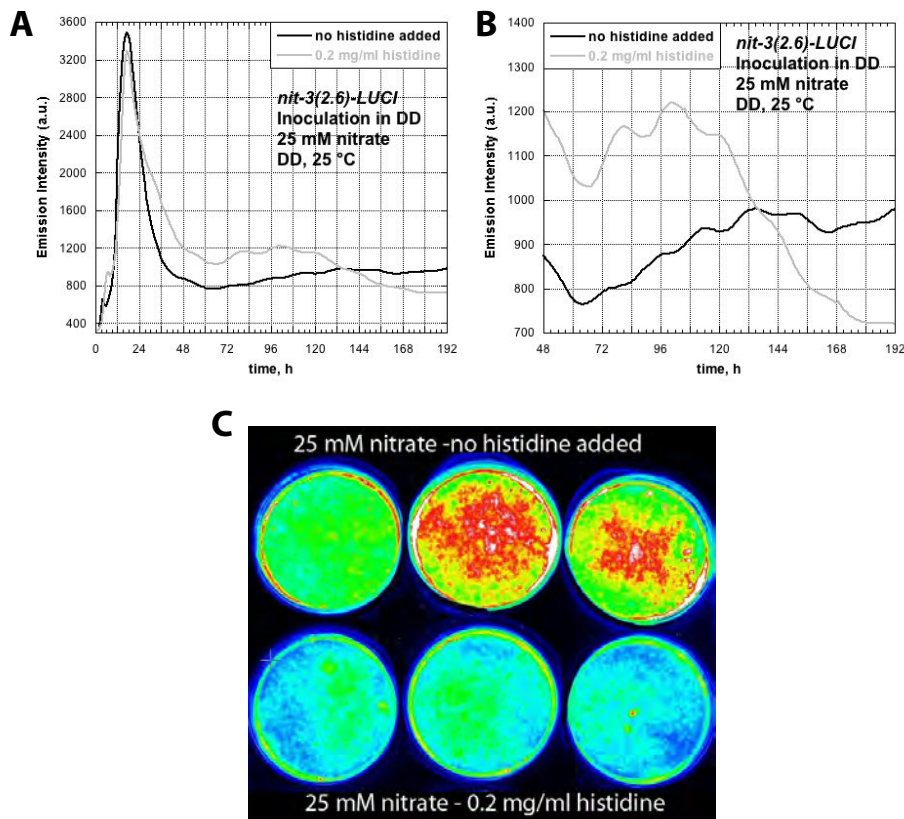 A
3600
3200
2800
2400
2000
1600
1200
800
400
Emission Intensity (a.u.)
no histidine added
0.2 mg/ml histidine
nit-3(2.6)-LUCI
Inoculation in DD
25 mM nitrate
DD, 25 °C
0 24 48 72 96 120 144 168 192
time, h
B
1400
1300
1200
1100
1000
900
800
700
Emission Intensity (a.u.)
no histidine added
0.2 mg/ml histidine
nit-3(2.6)-LUCI
Inoculation in DD
25 mM nitrate
DD, 25 °C
48 72 96 120 144 168 192
time, h
C
25 mM nitrate -no histidine added
25 mM nitrate - 0.2 mg/ml histidine